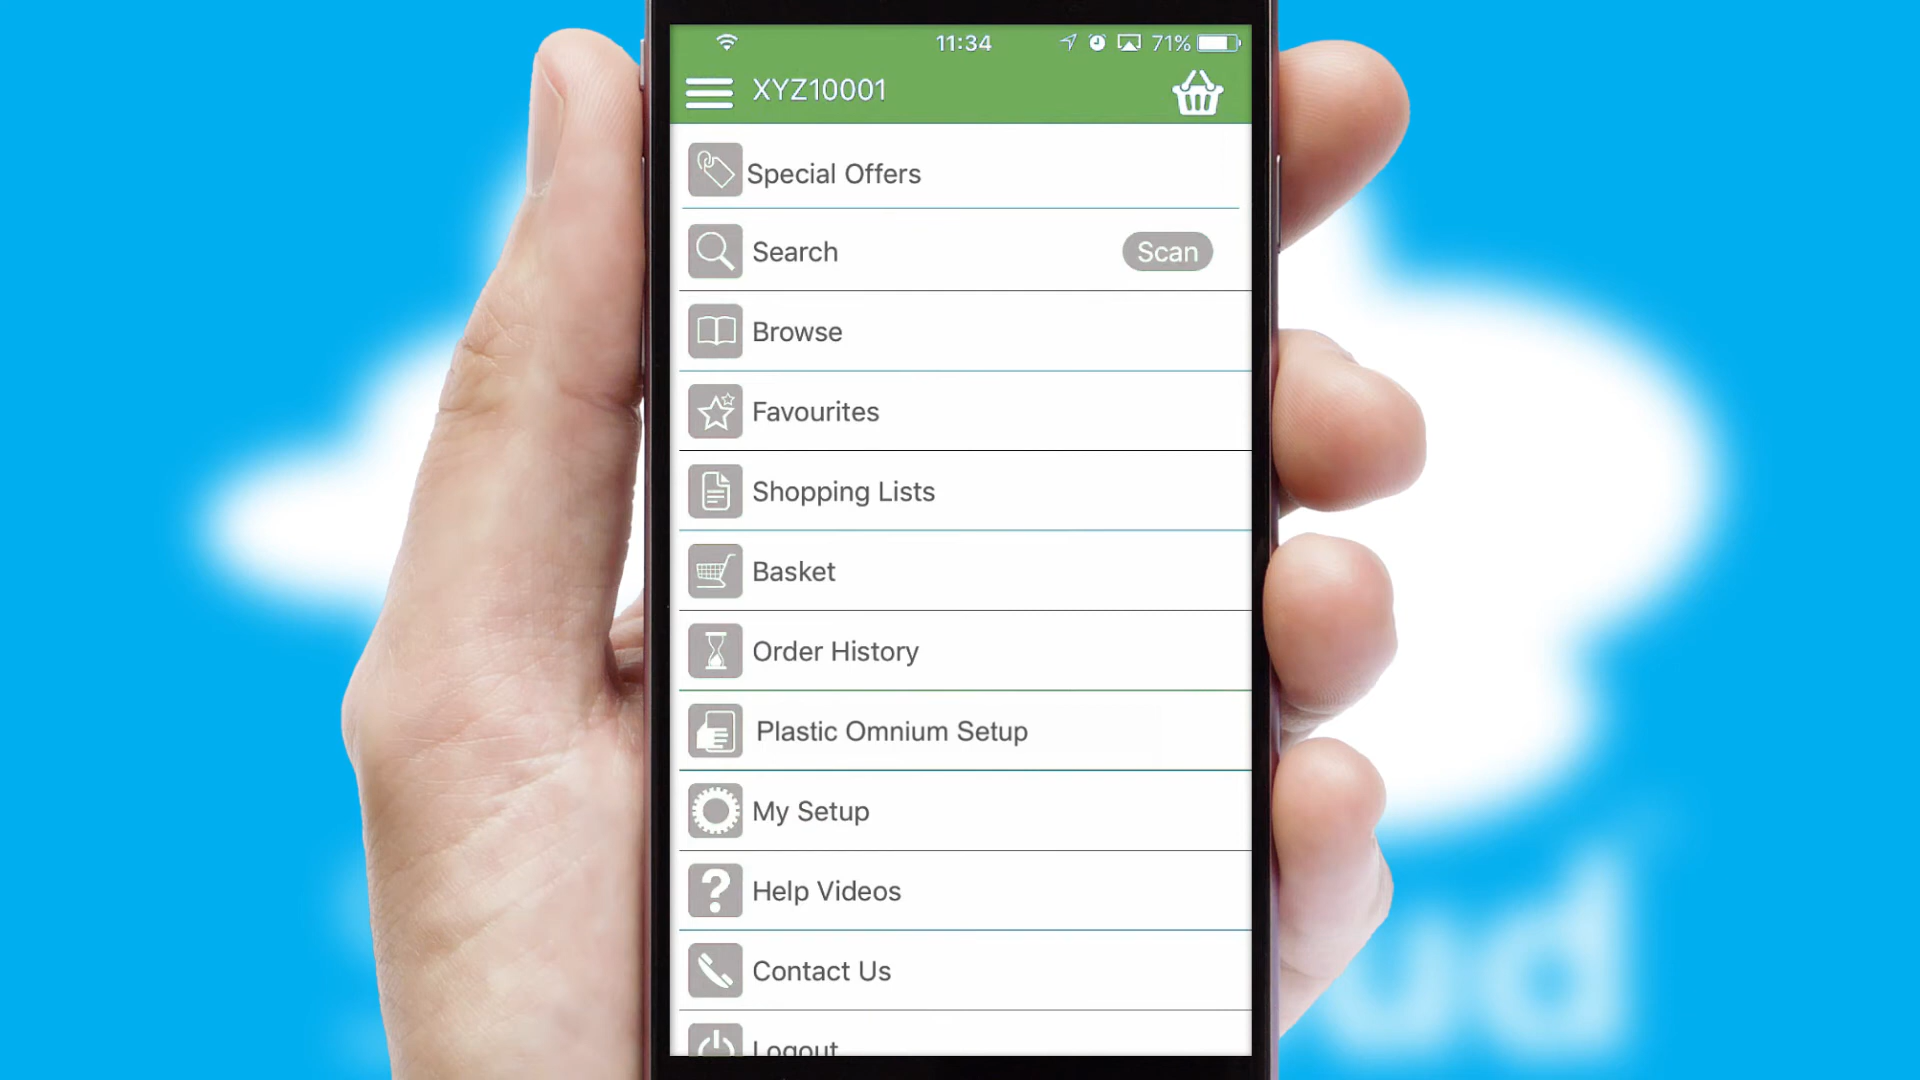 11:34 71%
XYZ10001
Special Offers
Search Scan
Browse
Favourites
Shopping Lists
Basket
Order History
Plastic Omnium Setup
My Setup
Help Videos
Contact Us
Logout
ud